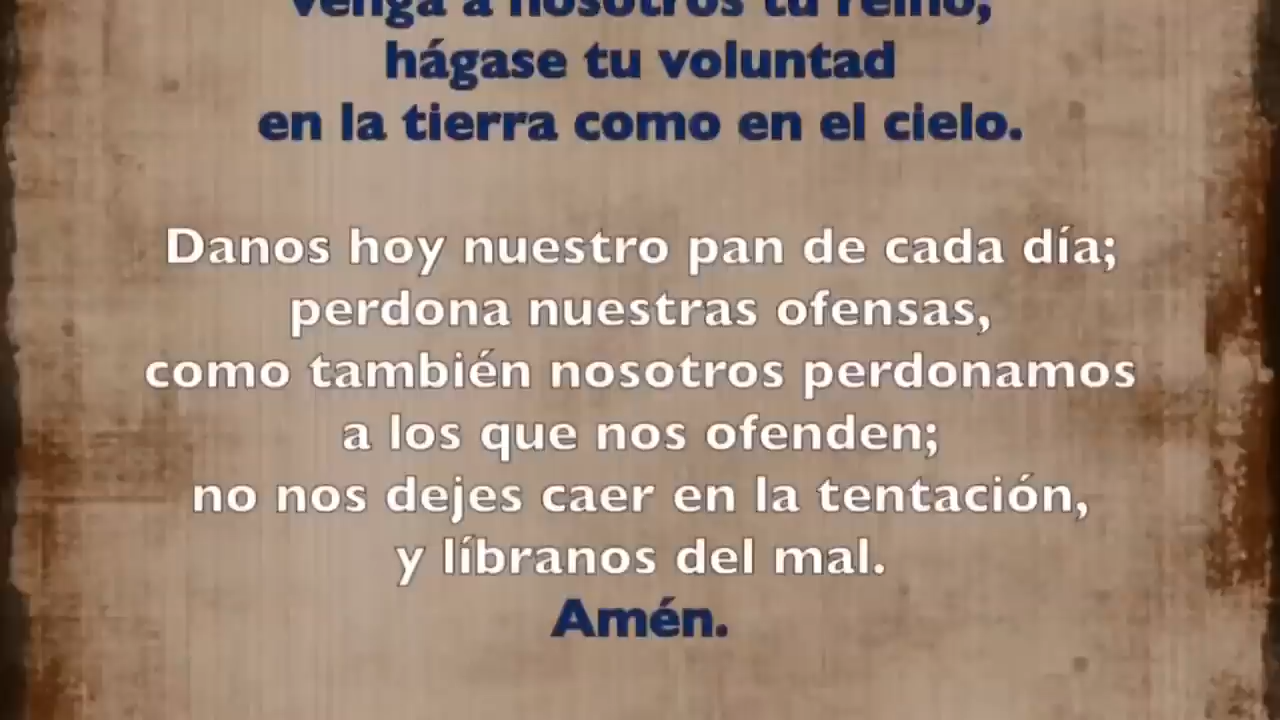 venga a nosotros tu reino,
hágase tu voluntad
en la tierra como en el cielo.
Danos hoy nuestro pan de cada día;
perdona nuestras ofensas,
como también nosotros perdonamos
a los que nos ofenden;
no nos dejes caer en la tentación,
y líbranos del mal.
Amén.